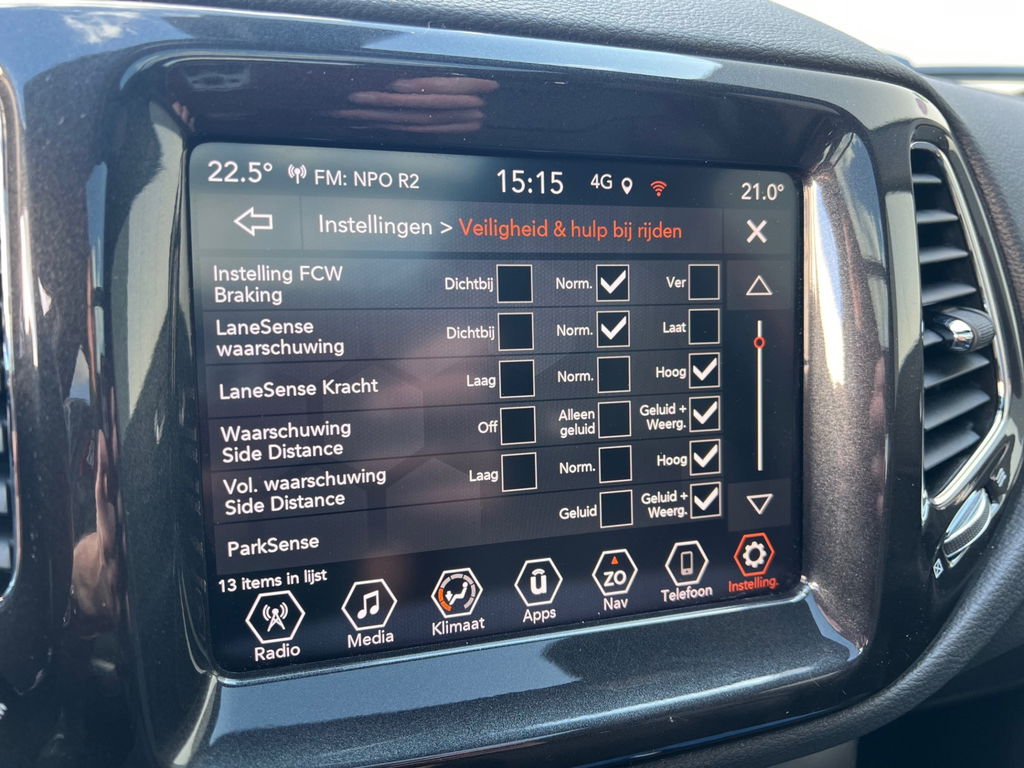 22.5° FM: NPO R2 15:15 4G 21.0°
Instellingen > Veiligheid & hulp bij rijden
Instelling FCW
Braking
Dichtbij Norm. Ver
LaneSense
waarschuwing
Dichtbij Norm. Laat
LaneSense Kracht Laag Norm. Hoog
Waarschuwing
Side Distance
Off
Alleen
geluid
Geluid +
Weerg.
Vol. waarschuwing
Side Distance
Laag Norm. Hoog
ParkSense
Geluid
Geluid +
Weerg.
13 items in lijst
Radio Media Klimaat Apps Nav Telefoon Instelling.
ZO